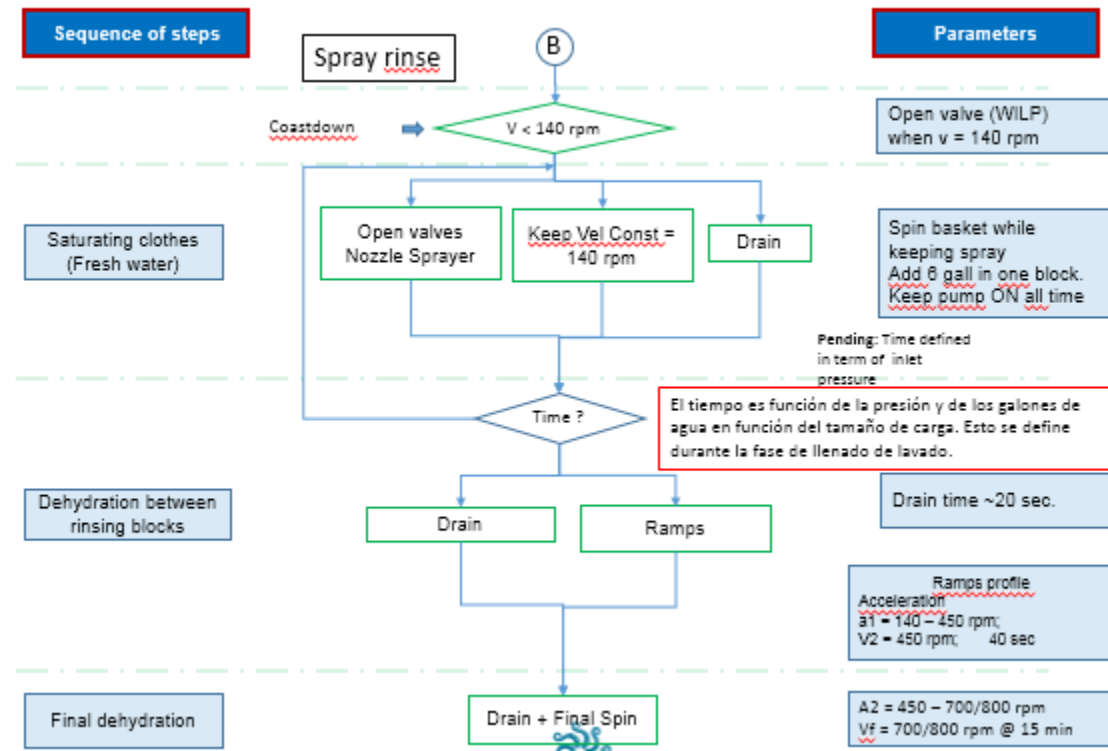 Sequence of steps
Spray rinse
B
Parameters
Coastdown
V < 140 rpm
Open valve (WILP)
when v = 140 rpm
Saturating clothes
(Fresh water)
Open valves
Nozzle Sprayer
Keep Vel Const =
140 rpm
Drain
Spin basket while
keeping spray
Add 6 gall in one block.
Keep pump ON all time
Pending: Time defined
in term of inlet
pressure
Time ?
El tiempo es función de la presión y de los galones de
agua en función del tamaño de carga. Esto se define
durante la fase de llenado de lavado.
Dehydration between
rinsing blocks
Drain
Ramps
Drain time ~20 sec.
Ramps profile
Acceleration
a1 = 140 – 450 rpm;
V2 = 450 rpm; 40 sec
Final dehydration
Drain + Final Spin
A2 = 450 – 700/800 rpm
Vf = 700/800 rpm @ 15 min